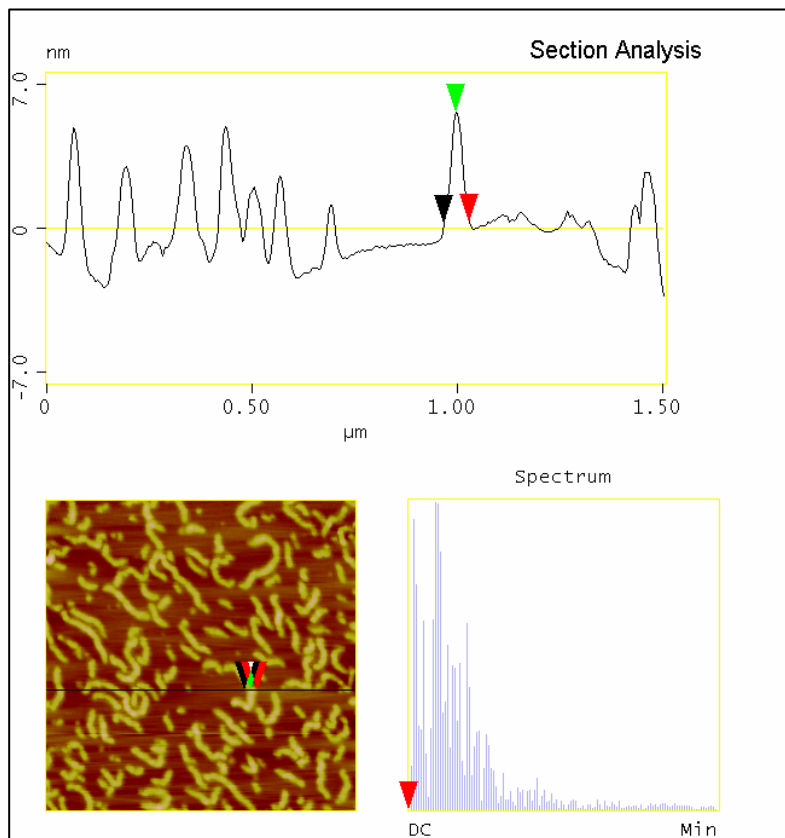 nm
Section Analysis
7.0
0
-7.0
0 0.50 1.00 1.50
µm
Spectrum
DC Min